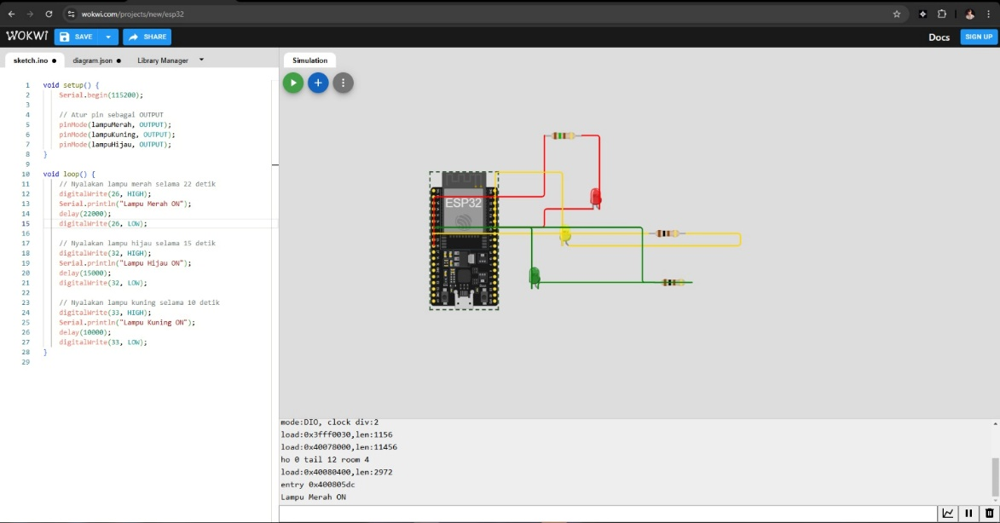 wokwi.com/projects/new/esp32
WOKWI SAVE SHARE Docs SIGN UP
sketch.ino ● diagram.json ● Library Manager Simulation
1 void setup() {
2 Serial.begin(115200);
3
4 // Atur pin sebagai OUTPUT
5 pinMode(lampuMerah, OUTPUT);
6 pinMode(lampuKuning, OUTPUT);
7 pinMode(lampuHijau, OUTPUT);
8 }
9
10 void loop() {
11 // Nyalakan lampu merah selama 22 detik
12 digitalWrite(26, HIGH);
13 Serial.println("Lampu Merah ON");
14 delay(22000);
15 digitalWrite(26, LOW);
16
17 // Nyalakan lampu hijau selama 15 detik
18 digitalWrite(32, HIGH);
19 Serial.println("Lampu Hijau ON");
20 delay(15000);
21 digitalWrite(32, LOW);
22
23 // Nyalakan lampu kuning selama 10 detik
24 digitalWrite(33, HIGH);
25 Serial.println("Lampu Kuning ON");
26 delay(10000);
27 digitalWrite(33, LOW);
28 }
29
ESP32
mode:DIO, clock div:2
load:0x3fff0030,len:1156
load:0x40078000,len:11456
ho 0 tail 12 room 4
load:0x40080400,len:2972
entry 0x400805dc
Lampu Merah ON